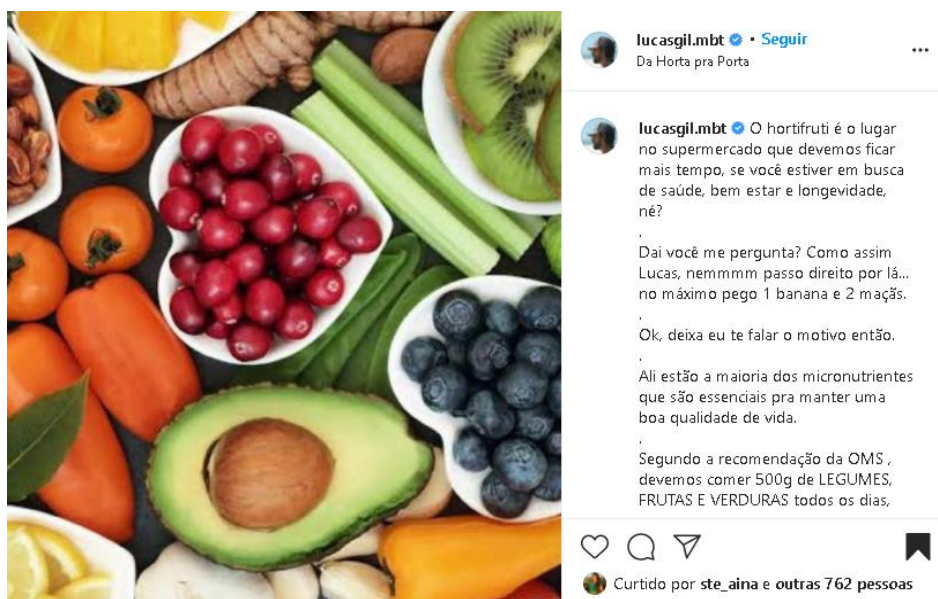 lucasgil.mbt • Seguir
Da Horta pra Porta
lucasgil.mbt O hortifruti é o lugar
no supermercado que devemos ficar
mais tempo, se você estiver em busca
de saúde, bem estar e longevidade,
né?
.
Dai você me pergunta? Como assim
Lucas, nemmmm passo direito por lá...
no máximo pego 1 banana e 2 maçãs.
.
Ok, deixa eu te falar o motivo então.
.
Ali estão a maioria dos micronutrientes
que são essenciais pra manter uma
boa qualidade de vida.
.
Segundo a recomendação da OMS ,
devemos comer 500g de LEGUMES,
FRUTAS E VERDURAS todos os dias,
Curtido por ste_aina e outras 762 pessoas